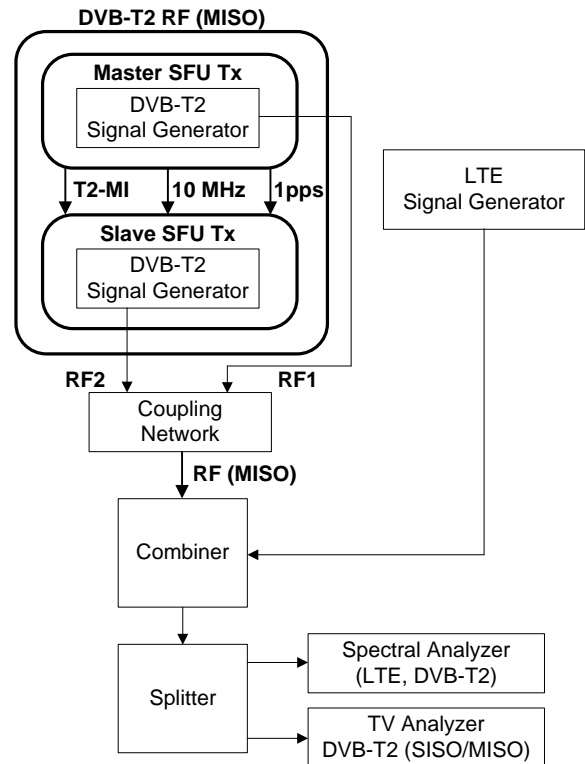 DVB-T2 RF (MISO)
Master SFU Tx
DVB-T2
Signal Generator
T2-MI
10 MHz
1pps
Slave SFU Tx
DVB-T2
Signal Generator
LTE
Signal Generator
RF2
RF1
Coupling
Network
RF (MISO)
Combiner
Splitter
Spectral Analyzer
(LTE, DVB-T2)
TV Analyzer
DVB-T2 (SISO/MISO)